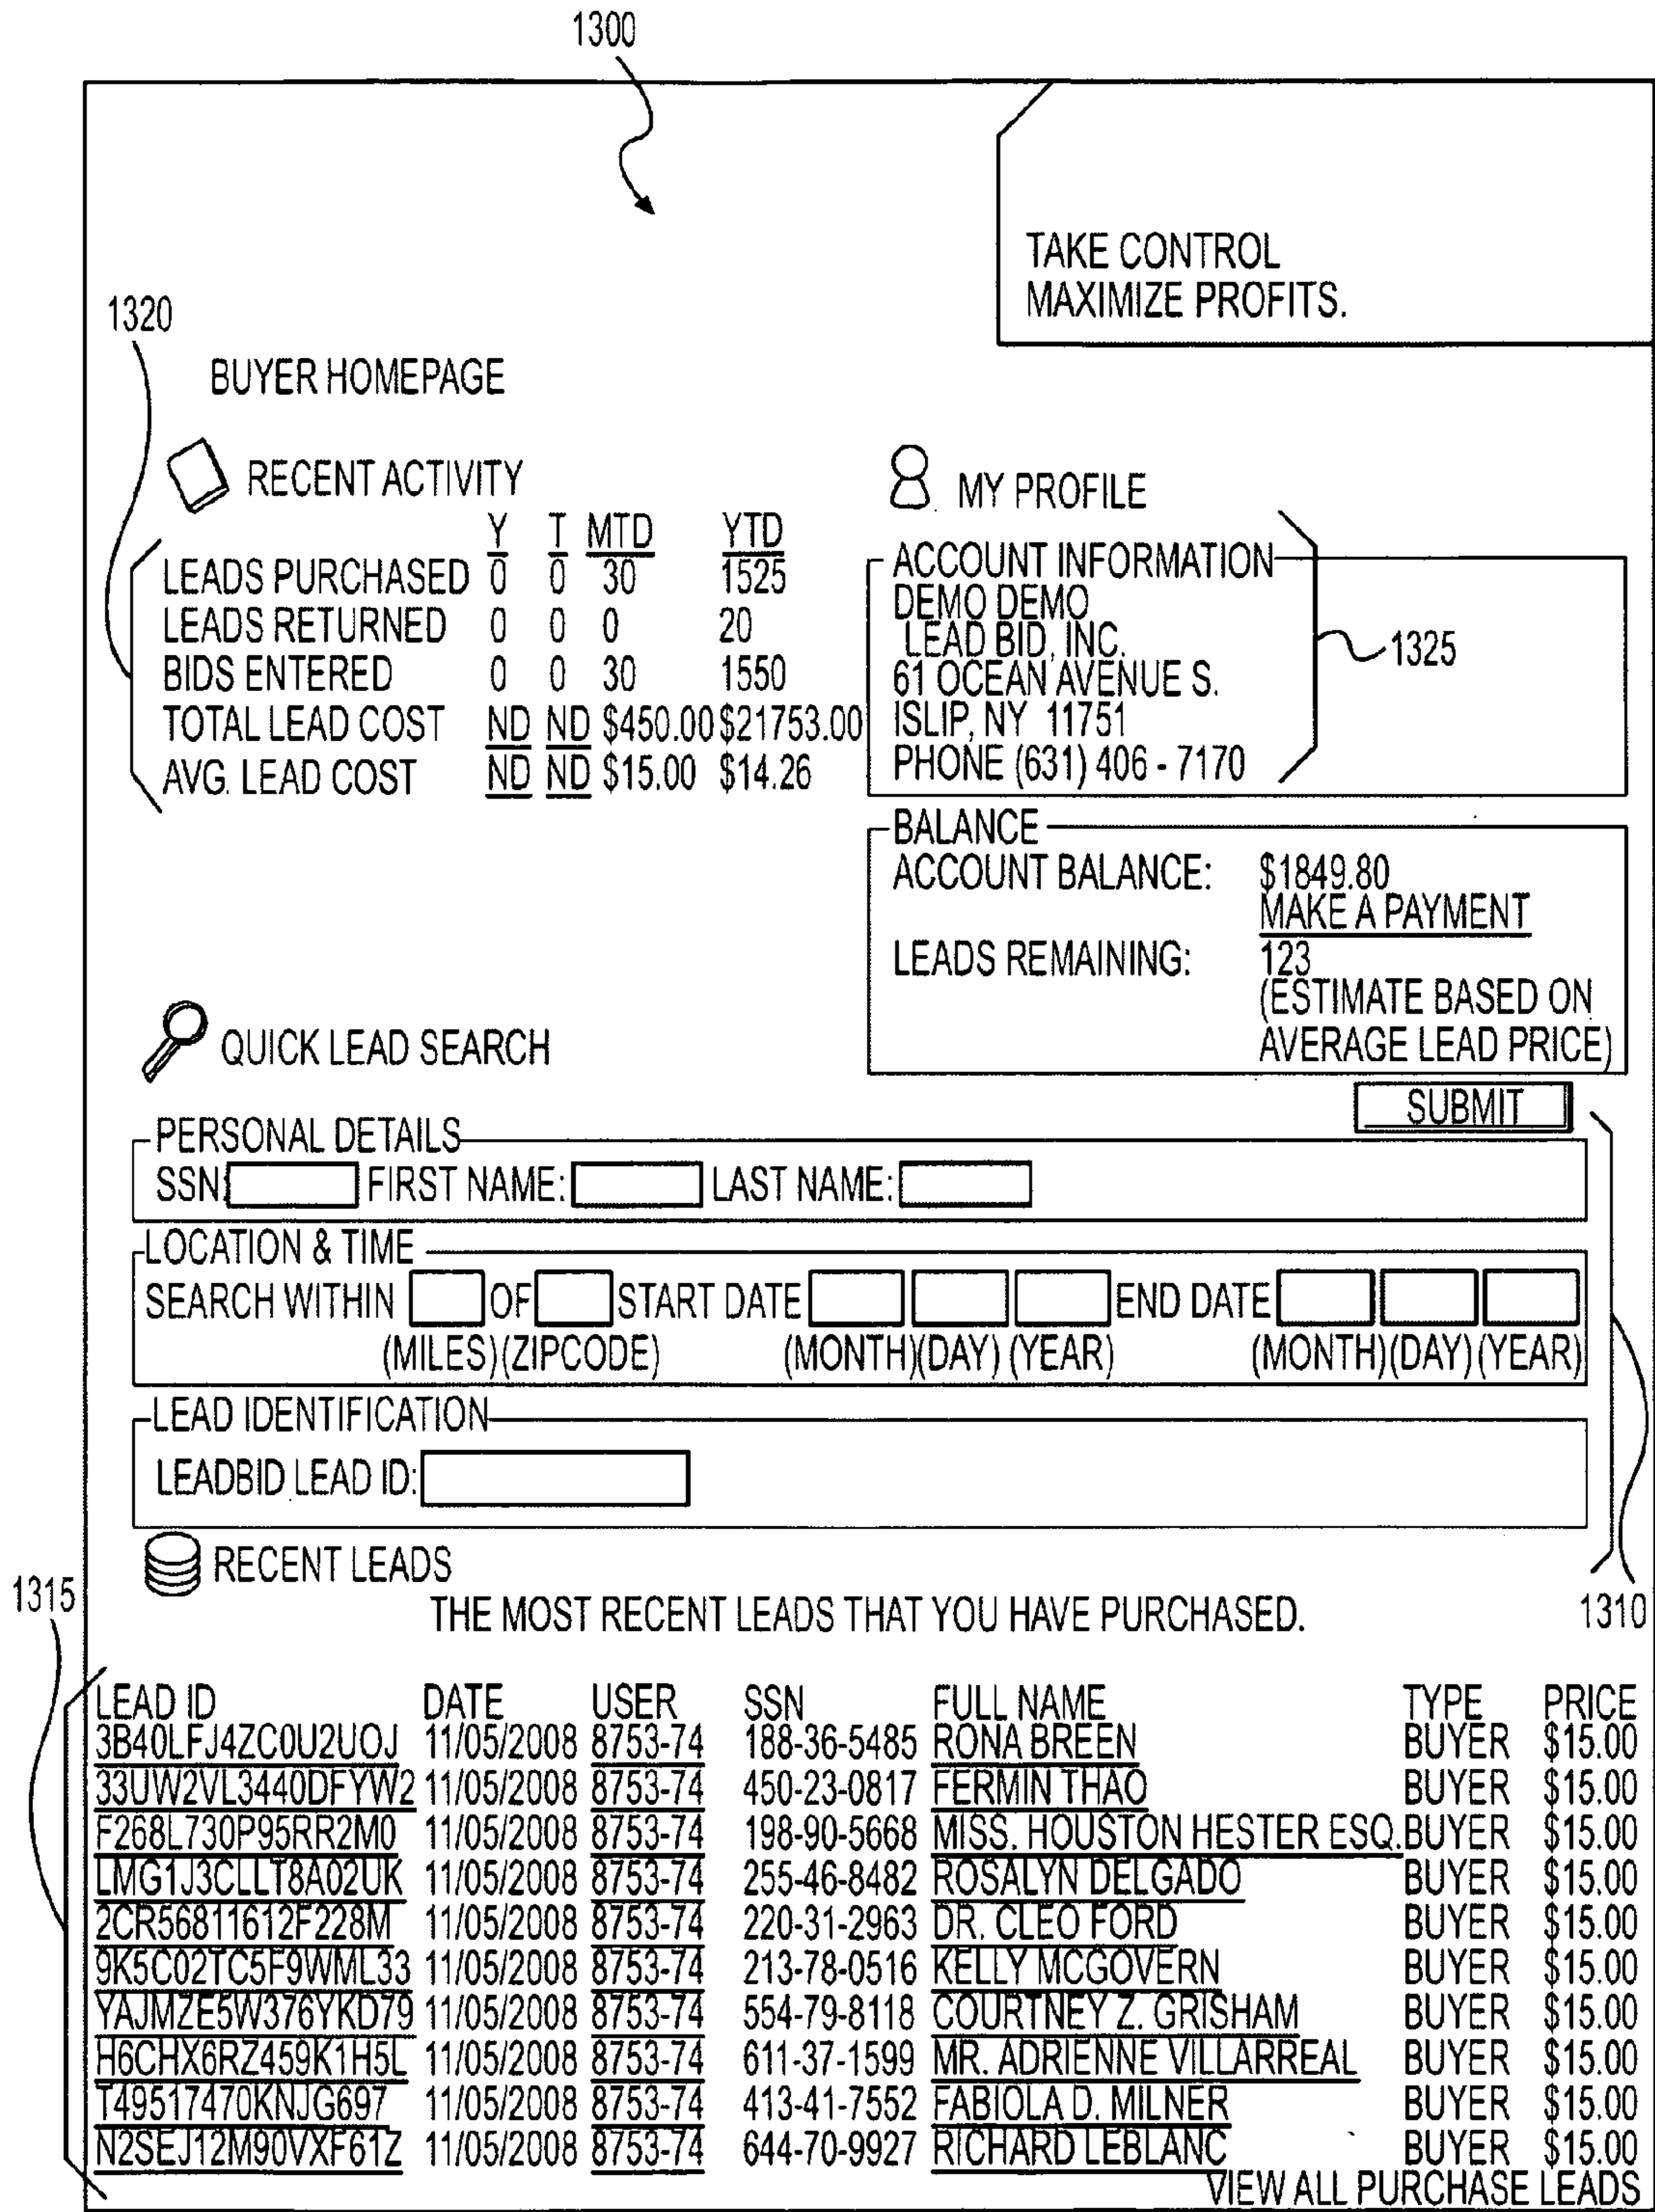 1300
TAKE CONTROL
MAXIMIZE PROFITS.
1320
BUYER HOMEPAGE
RECENT ACTIVITY
Y T MTD YTD
LEADS PURCHASED 0 0 30 1525
LEADS RETURNED 0 0 0 20
BIDS ENTERED 0 0 30 1550
TOTAL LEAD COST ND ND $450.00 $21753.00
AVG. LEAD COST ND ND $15.00 $14.26
MY PROFILE
ACCOUNT INFORMATION
DEMO DEMO
LEAD BID, INC.
61 OCEAN AVENUE S.
ISLIP, NY 11751
PHONE (631) 406 - 7170
1325
BALANCE
ACCOUNT BALANCE: $1849.80
MAKE A PAYMENT
LEADS REMAINING: 123
(ESTIMATE BASED ON
AVERAGE LEAD PRICE)
QUICK LEAD SEARCH
SUBMIT
PERSONAL DETAILS
SSN: FIRST NAME: LAST NAME:
LOCATION & TIME
SEARCH WITHIN OF START DATE END DATE
(MILES) (ZIPCODE) (MONTH) (DAY) (YEAR) (MONTH) (DAY) (YEAR)
LEAD IDENTIFICATION
LEADBID LEAD ID:
1310
RECENT LEADS
1315
THE MOST RECENT LEADS THAT YOU HAVE PURCHASED.
LEAD ID DATE USER SSN FULL NAME TYPE PRICE
3B40LFJ4ZC0U2UOJ 11/05/2008 8753-74 188-36-5485 RONA BREEN BUYER $15.00
33UW2VL3440DFYW2 11/05/2008 8753-74 450-23-0817 FERMIN THAO BUYER $15.00
F268L730P95RR2M0 11/05/2008 8753-74 198-90-5668 MISS. HOUSTON HESTER ESQ. BUYER $15.00
LMG1J3CLLT8A02UK 11/05/2008 8753-74 255-46-8482 ROSALYN DELGADO BUYER $15.00
2CR56811612F228M 11/05/2008 8753-74 220-31-2963 DR. CLEO FORD BUYER $15.00
9K5C02TC5F9WML33 11/05/2008 8753-74 213-78-0516 KELLY MCGOVERN BUYER $15.00
YAJMZE5W376YKD79 11/05/2008 8753-74 554-79-8118 COURTNEY Z. GRISHAM BUYER $15.00
H6CHX6RZ459K1H5L 11/05/2008 8753-74 611-37-1599 MR. ADRIENNE VILLARREAL BUYER $15.00
T49517470KNJG697 11/05/2008 8753-74 413-41-7552 FABIOLA D. MILNER BUYER $15.00
N2SEJ12M90VXF61Z 11/05/2008 8753-74 644-70-9927 RICHARD LEBLANC BUYER $15.00
VIEW ALL PURCHASE LEADS